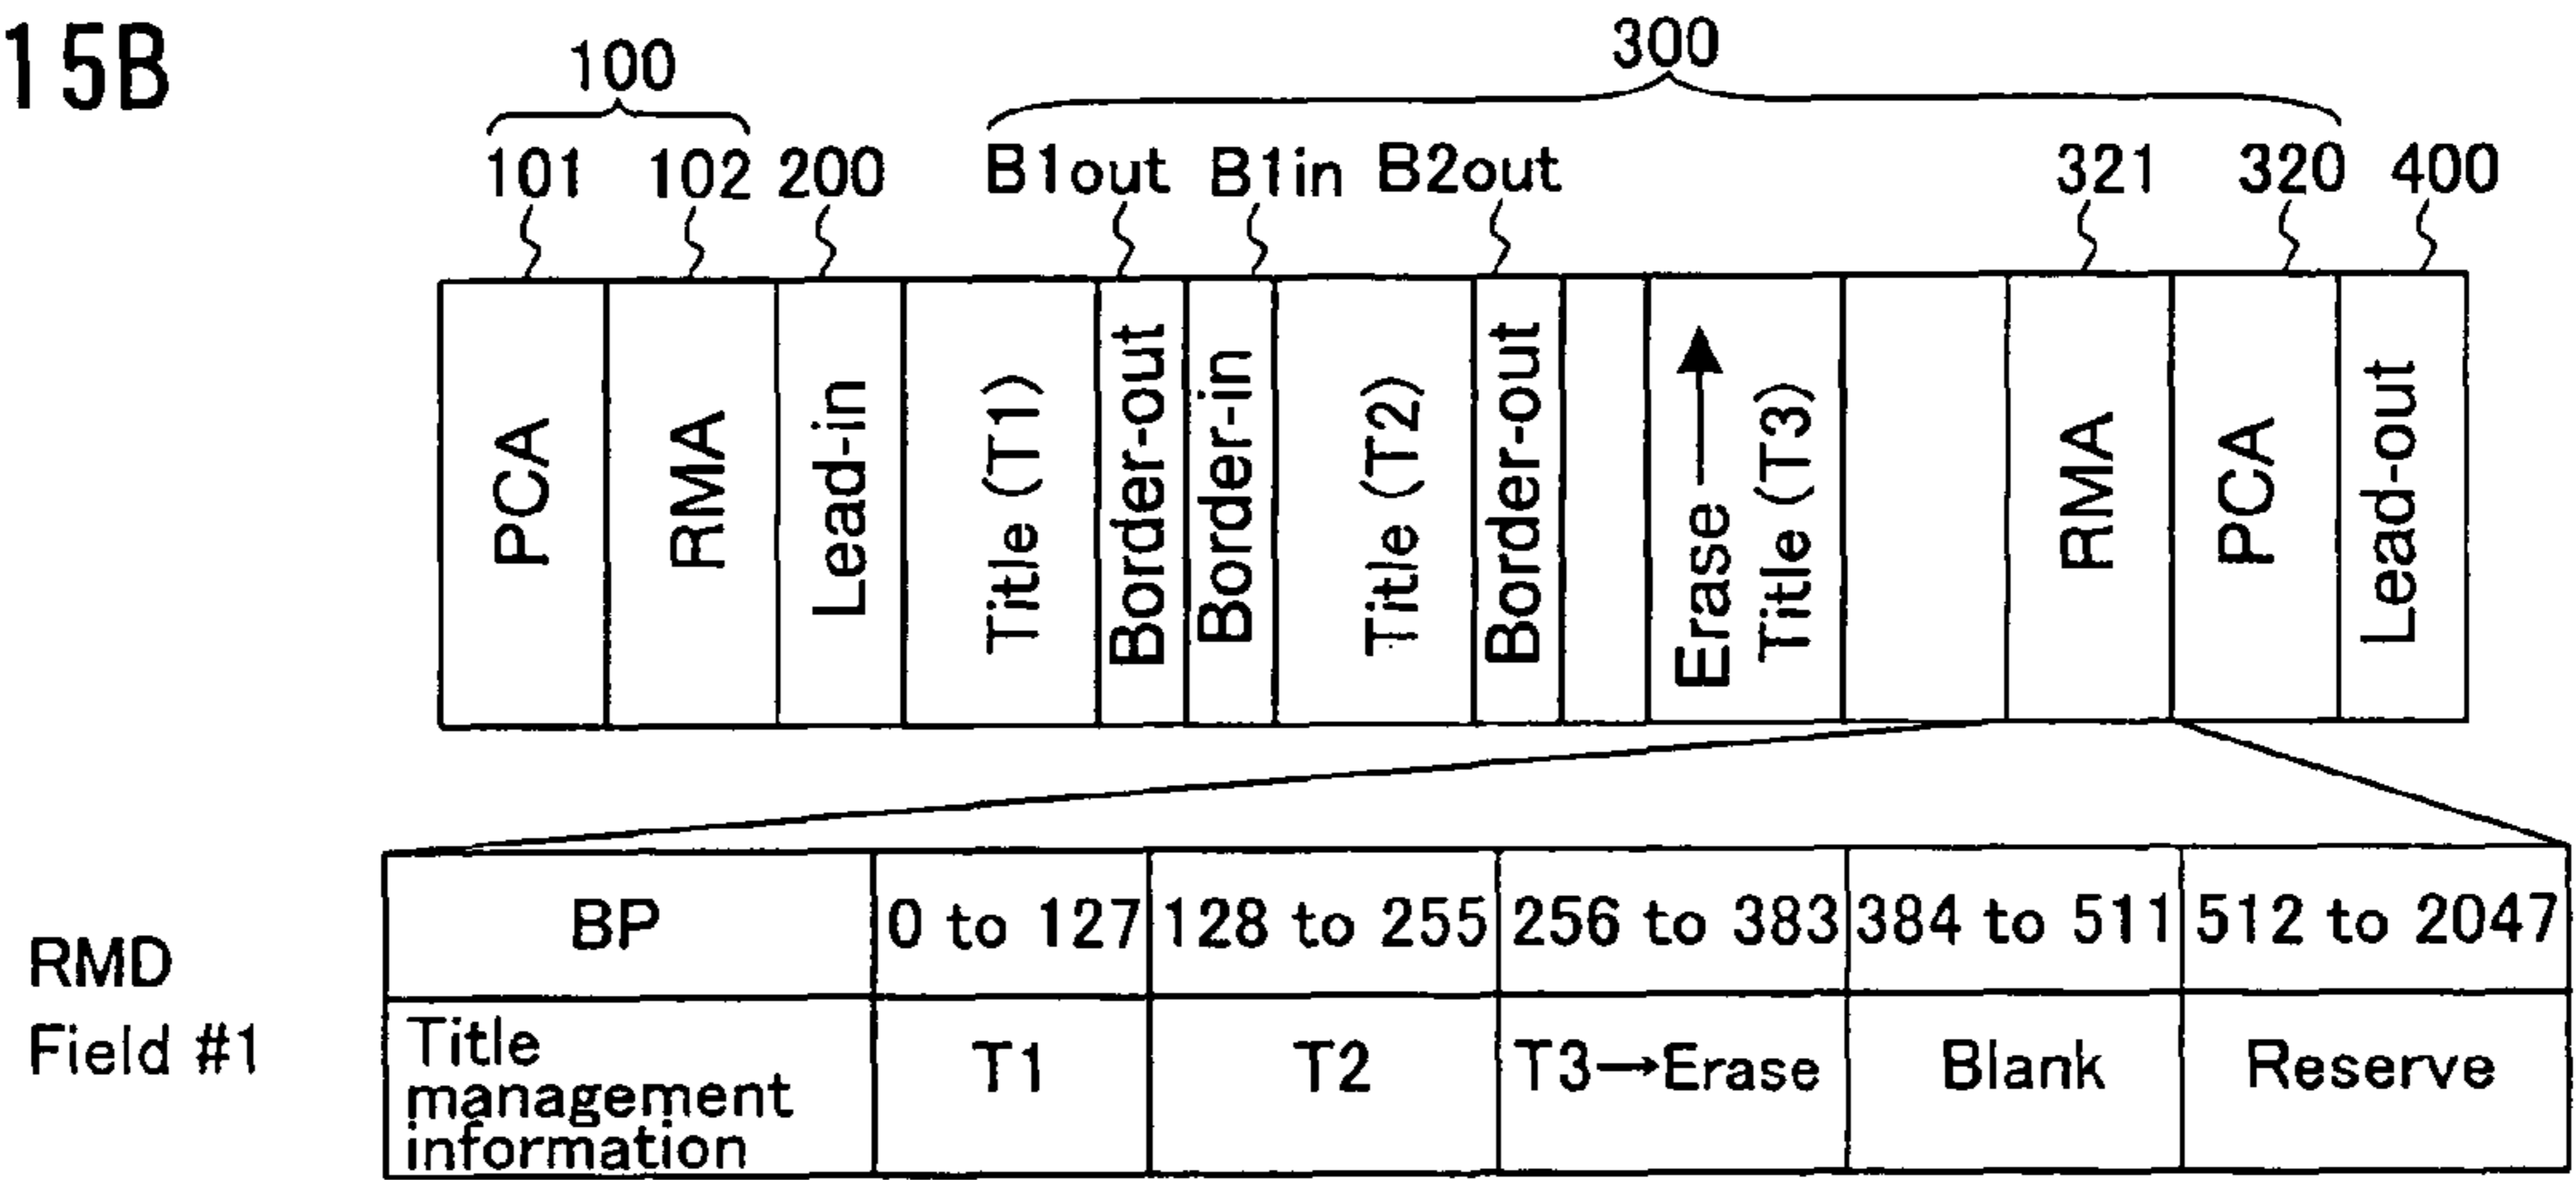 15B
100
300
101 102 200 B1out B1in B2out 321 320 400
PCA
RMA
Lead-in
Title (T1)
Border-out
Border-in
Title (T2)
Border-out
Erase→
Title (T3)
RMA
PCA
Lead-out
RMD
Field #1
BP 0 to 127 128 to 255 256 to 383 384 to 511 512 to 2047
Title
management
information
T1 T2 T3→Erase Blank Reserve